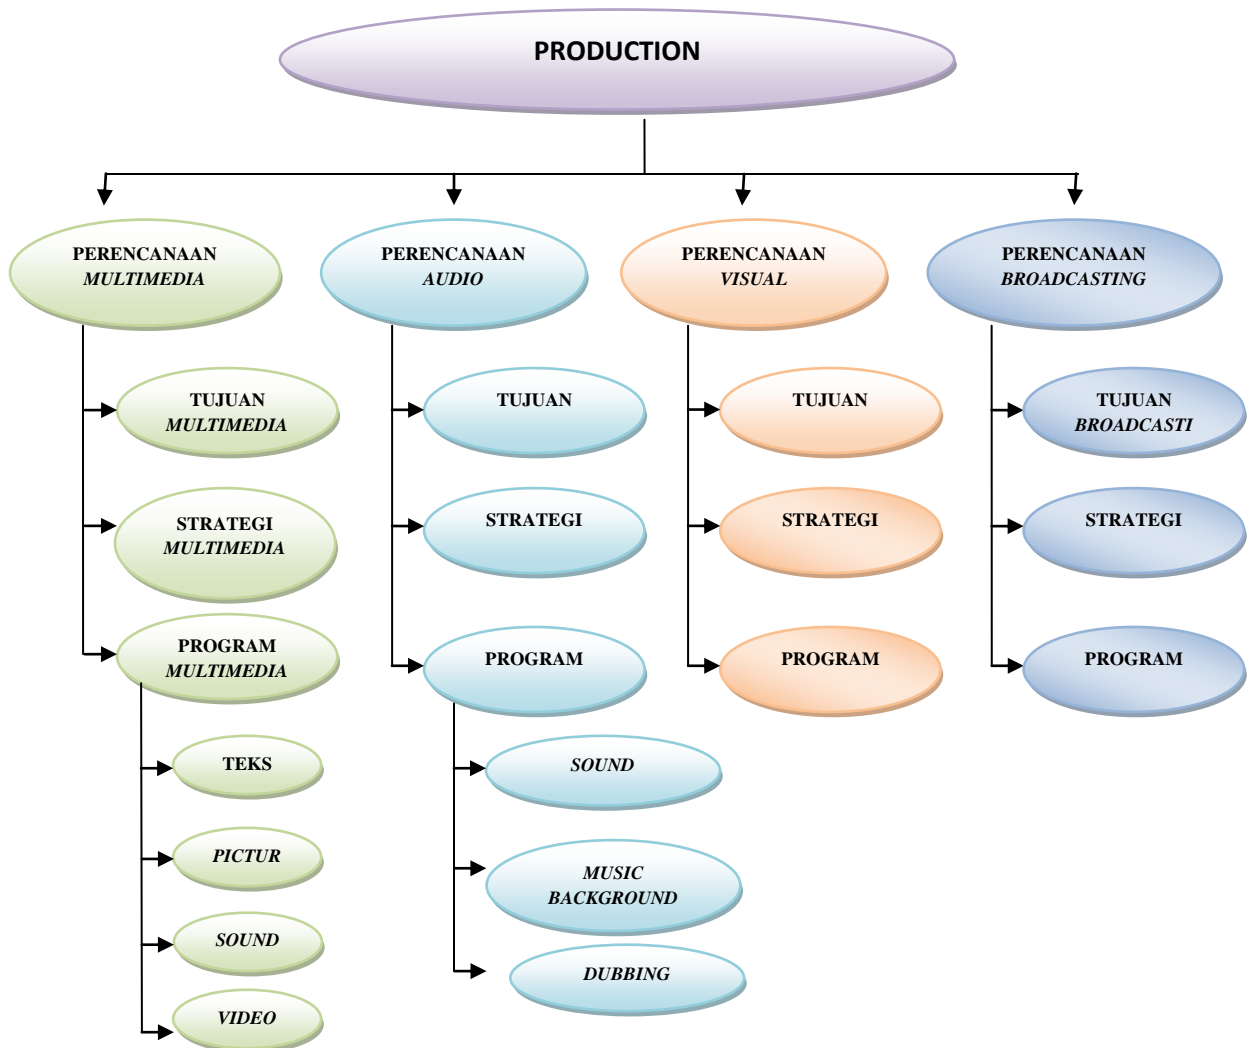 PRODUCTION
PERENCANAAN
MULTIMEDIA
PERENCANAAN
AUDIO
PERENCANAAN
VISUAL
PERENCANAAN
BROADCASTING
TUJUAN
MULTIMEDIA
TUJUAN
TUJUAN
TUJUAN
BROADCASTI
STRATEGI
MULTIMEDIA
STRATEGI
STRATEGI
STRATEGI
PROGRAM
MULTIMEDIA
PROGRAM
PROGRAM
PROGRAM
TEKS
SOUND
PICTUR
MUSIC
BACKGROUND
SOUND
DUBBING
VIDEO